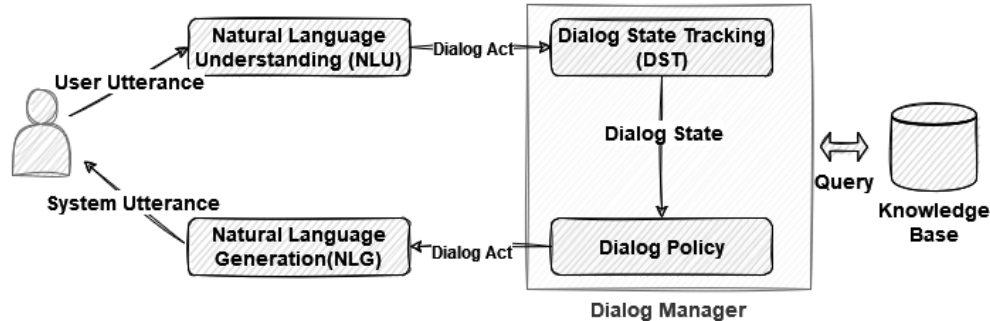 Natural Language
Understanding (NLU)
Dialog Act
Dialog State Tracking
(DST)
User Utterance
Dialog State
Query
Knowledge
Base
System Utterance
Natural Language
Generation(NLG)
Dialog Act
Dialog Policy
Dialog Manager